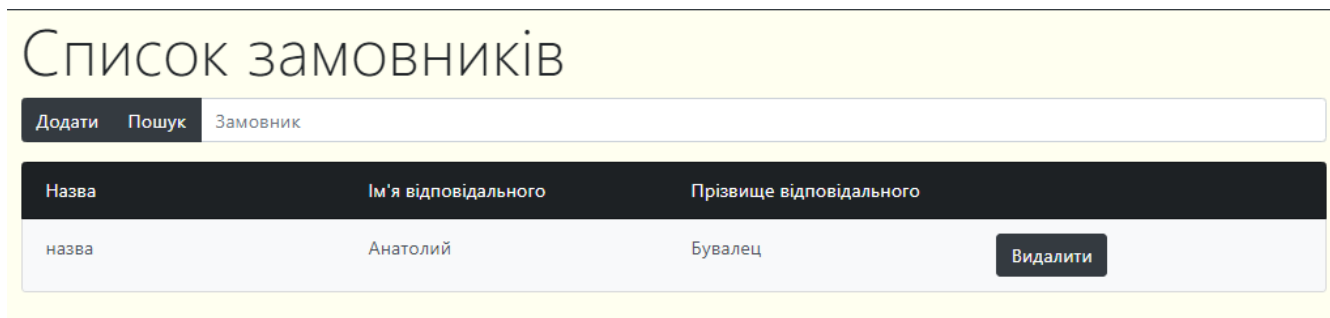 Список замовників
Додати Пошук Замовник
Назва Ім'я відповідального Прізвище відповідального
назва Анатолий Бувалец Видалити